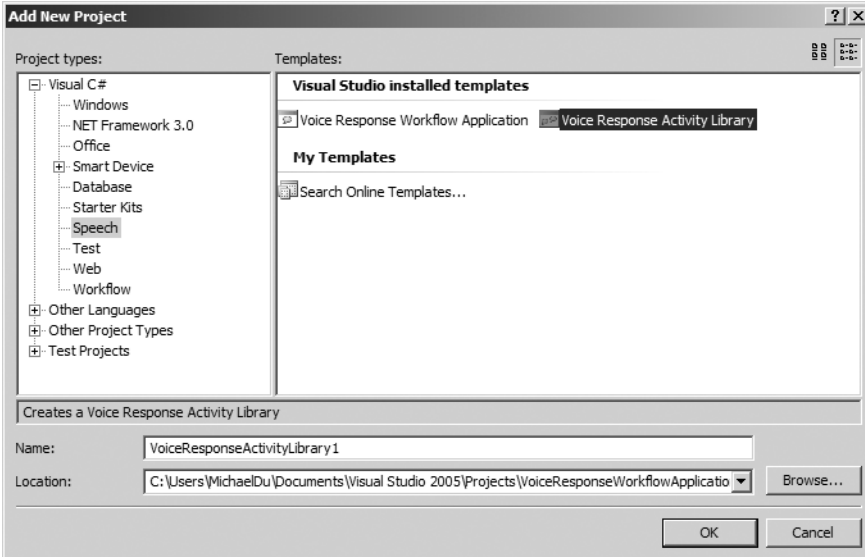 Add New Project
Project types:
Templates:
Visual C#
Windows
NET Framework 3.0
Office
Smart Device
Database
Starter Kits
Speech
Test
Web
Workflow
Other Languages
Other Project Types
Test Projects
Visual Studio installed templates
Voice Response Workflow Application
Voice Response Activity Library
My Templates
Search Online Templates...
Creates a Voice Response Activity Library
Name:
VoiceResponseActivityLibrary1
Location:
C:\Users\MichaelDu\Documents\Visual Studio 2005\Projects\VoiceResponseWorkflowApplicatio
Browse...
OK
Cancel